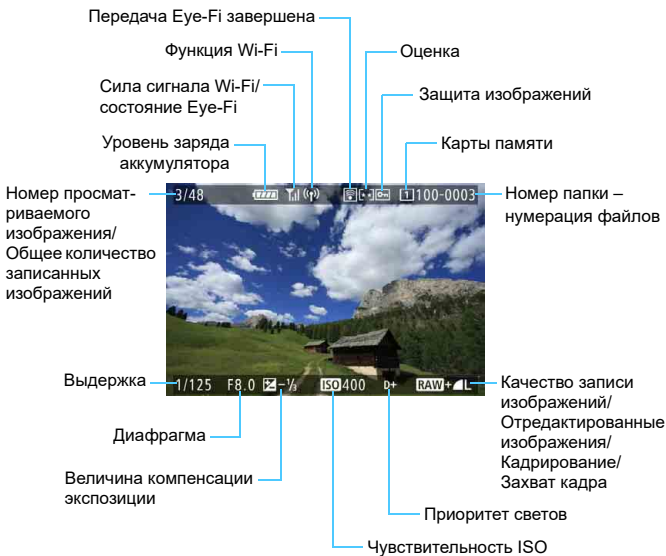 Передача Eye-Fi завершена
Функция Wi-Fi
Оценка
Сила сигнала Wi-Fi/
состояние Eye-Fi
Защита изображений
Уровень заряда
аккумулятора
Карты памяти
Номер просмат-
риваемого
изображения/
Общее количество
записанных
изображений
3/48
1 100-0003
Номер папки –
нумерация файлов
Выдержка
1/125 F8.0 -⅓ ISO 400 D+ RAW+L
Качество записи
изображений/
Отредактированные
изображения/
Кадрирование/
Захват кадра
Диафрагма
Величина компенсации
экспозиции
Приоритет светов
Чувствительность ISO